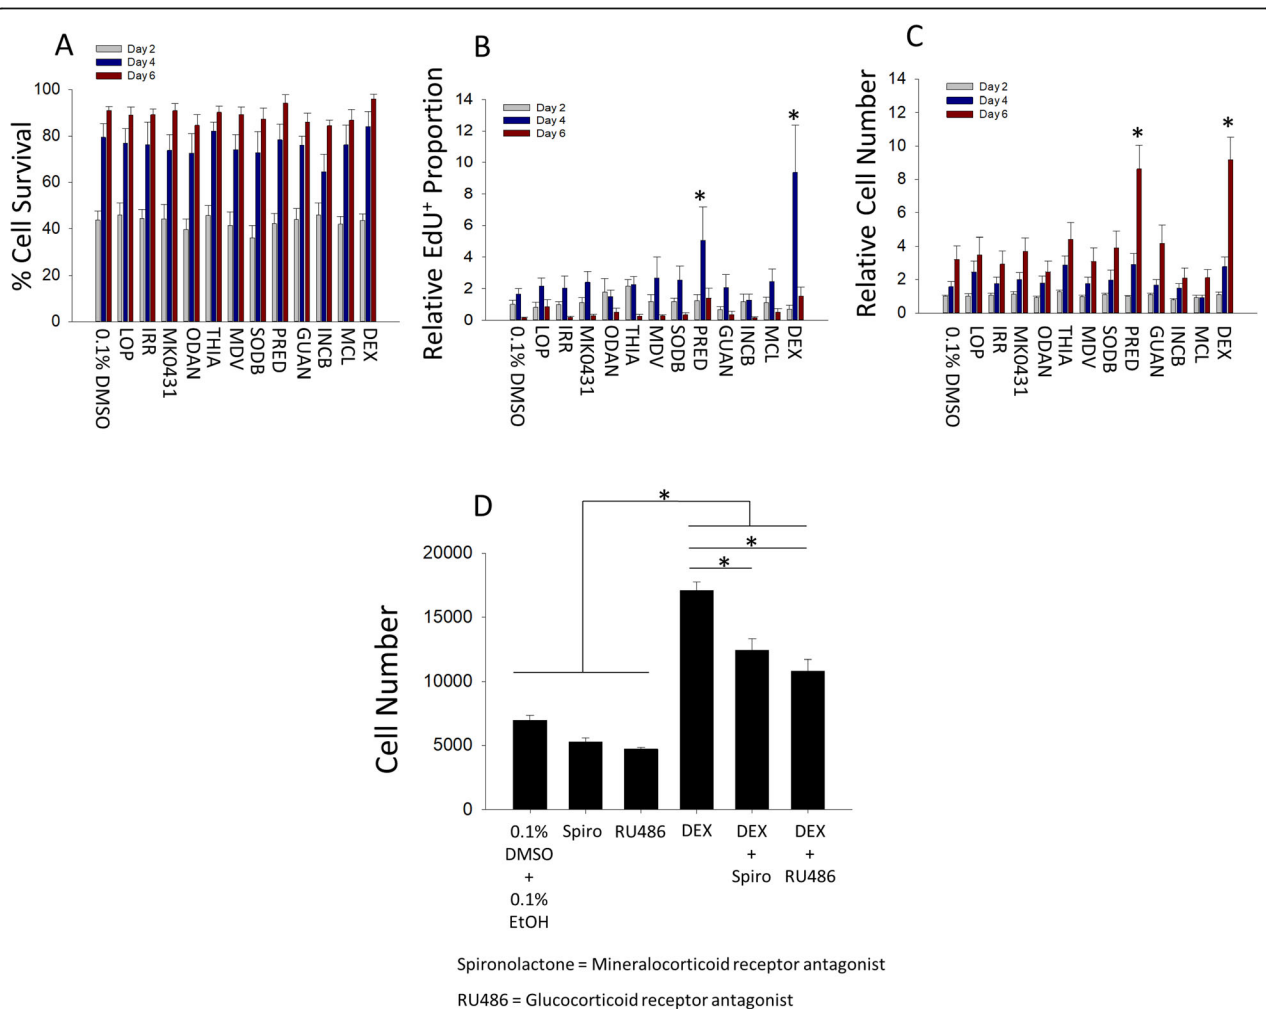 A
Day 2
Day 4
Day 6
% Cell Survival
100
80
60
40
20
0
0.1% DMSO
LOP
IRR
MK0431
ODAN
THIA
MDV
SODB
PRED
GUAN
INCB
MCL
DEX
B
Day 2
Day 4
Day 6
Relative EdU+ Proportion
14
12
10
8
6
4
2
0
*
*
0.1% DMSO
LOP
IRR
MK0431
ODAN
THIA
MDV
SODB
PRED
GUAN
INCB
MCL
DEX
C
Day 2
Day 4
Day 6
Relative Cell Number
14
12
10
8
6
4
2
0
*
*
0.1% DMSO
LOP
IRR
MK0431
ODAN
THIA
MDV
SODB
PRED
GUAN
INCB
MCL
DEX
D
*
*
*
Cell Number
20000
15000
10000
5000
0
0.1%
DMSO
+
0.1%
EtOH
Spiro
RU486
DEX
DEX
+
Spiro
DEX
+
RU486
Spironolactone = Mineralocorticoid receptor antagonist
RU486 = Glucocorticoid receptor antagonist